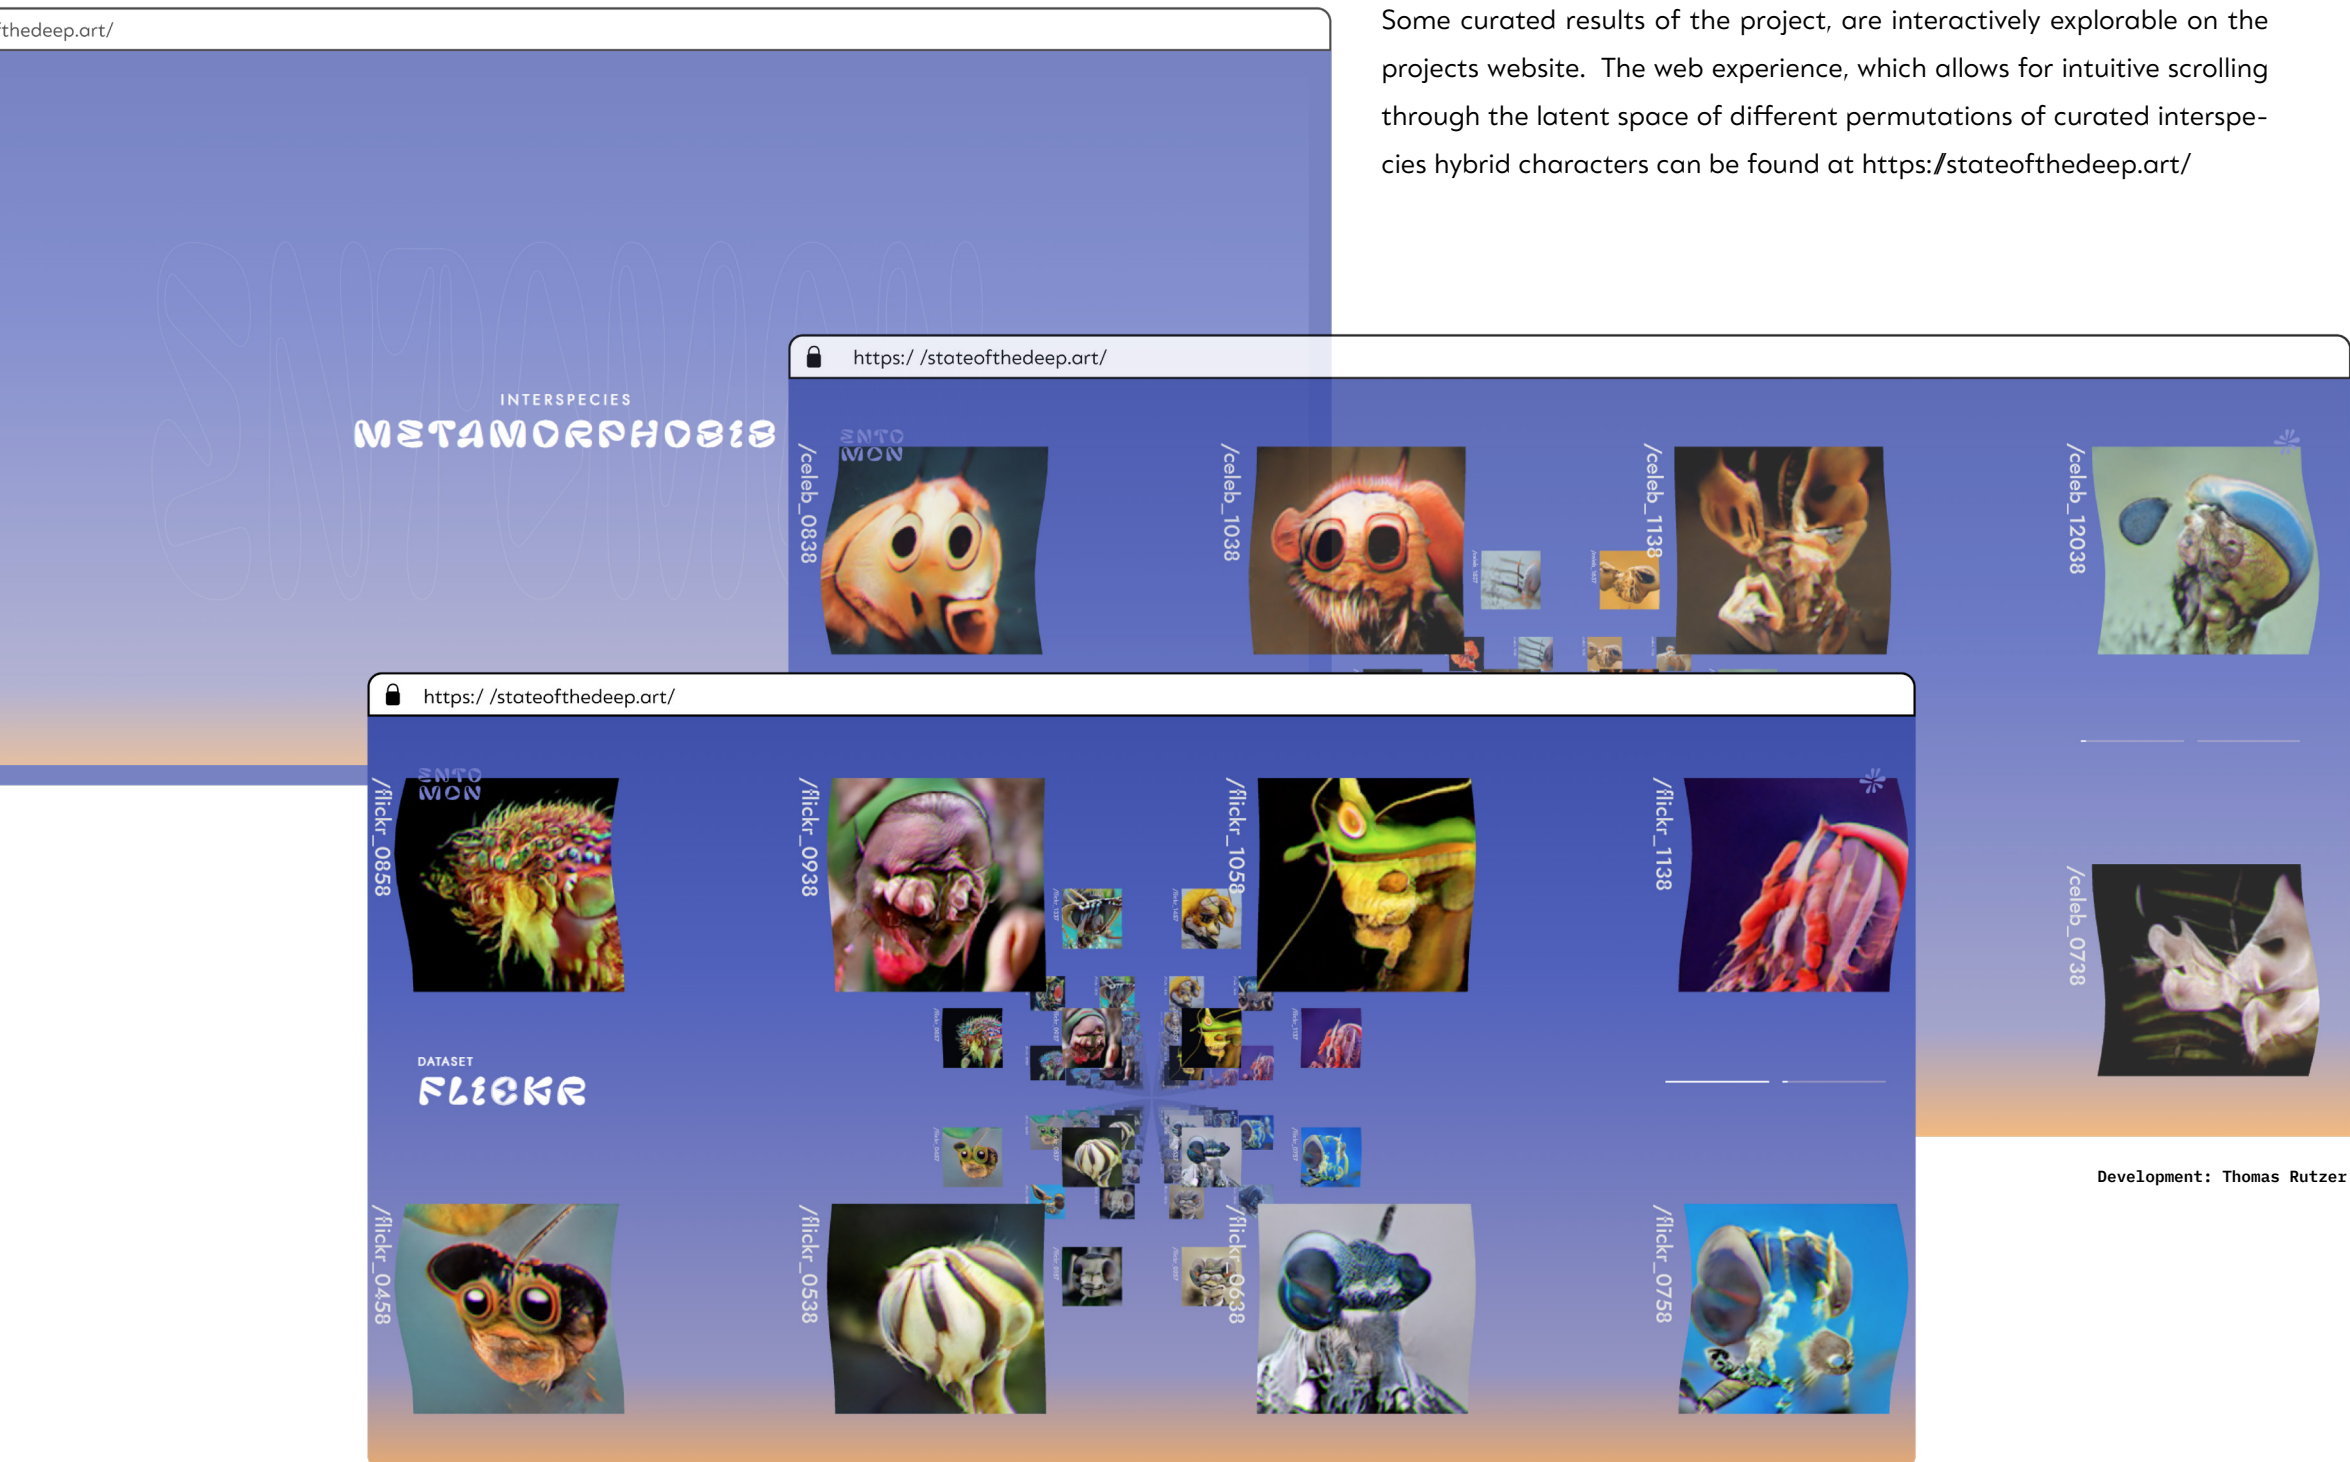 fthedeep.art/
Some curated results of the project, are interactively explorable on the
projects website. The web experience, which allows for intuitive scrolling
through the latent space of different permutations of curated interspe-
cies hybrid characters can be found at https://stateofthedeep.art/
ENTOMON
INTERSPECIES
METAMORPHOSIS
https:/ /stateofthedeep.art/
ENTO
MON
/celeb_0838
/celeb_1038
/celeb_1138
/celeb_12038
/celeb_0738
https:/ /stateofthedeep.art/
ENTO
MON
/flickr_0858
/flickr_0938
/flickr_1058
/flickr_1138
DATASET
FLICKR
/flickr_0458
/flickr_0538
/flickr_0638
/flickr_0758
Development: Thomas Rutzer